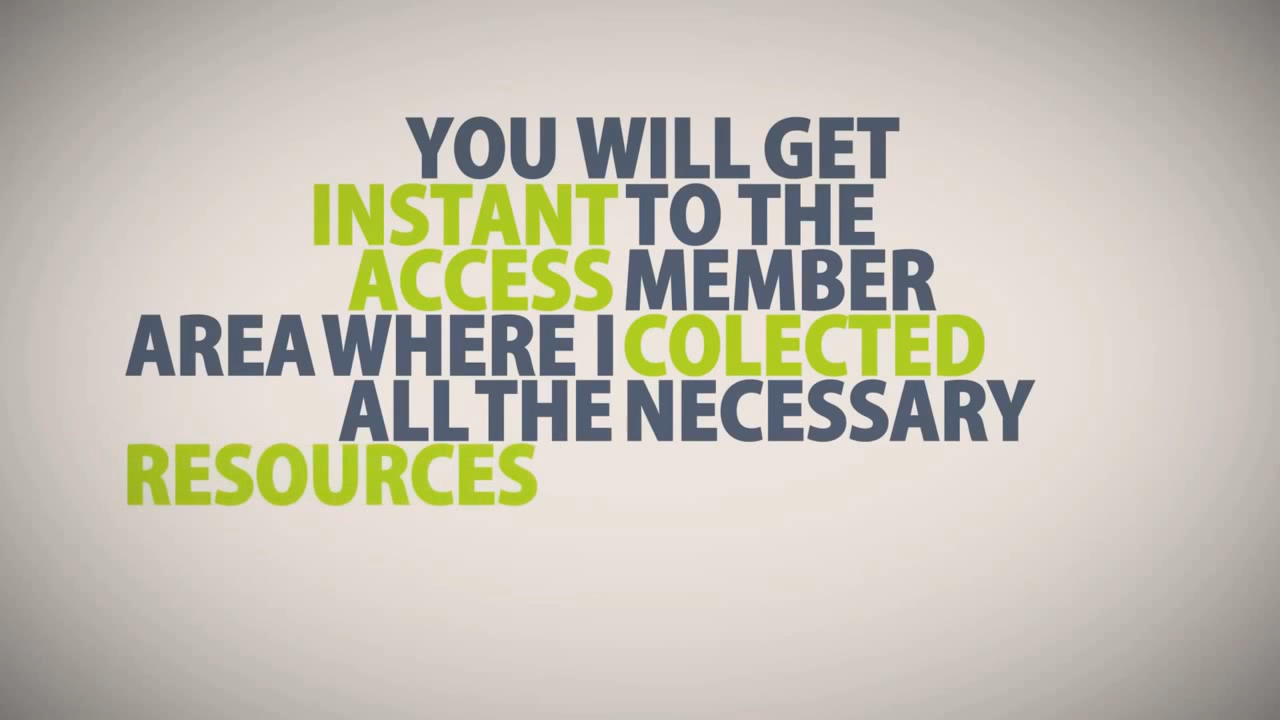 YOU WILL GET
INSTANT TO THE
ACCESS MEMBER
AREA WHERE I COLECTED
ALL THE NECESSARY
RESOURCES